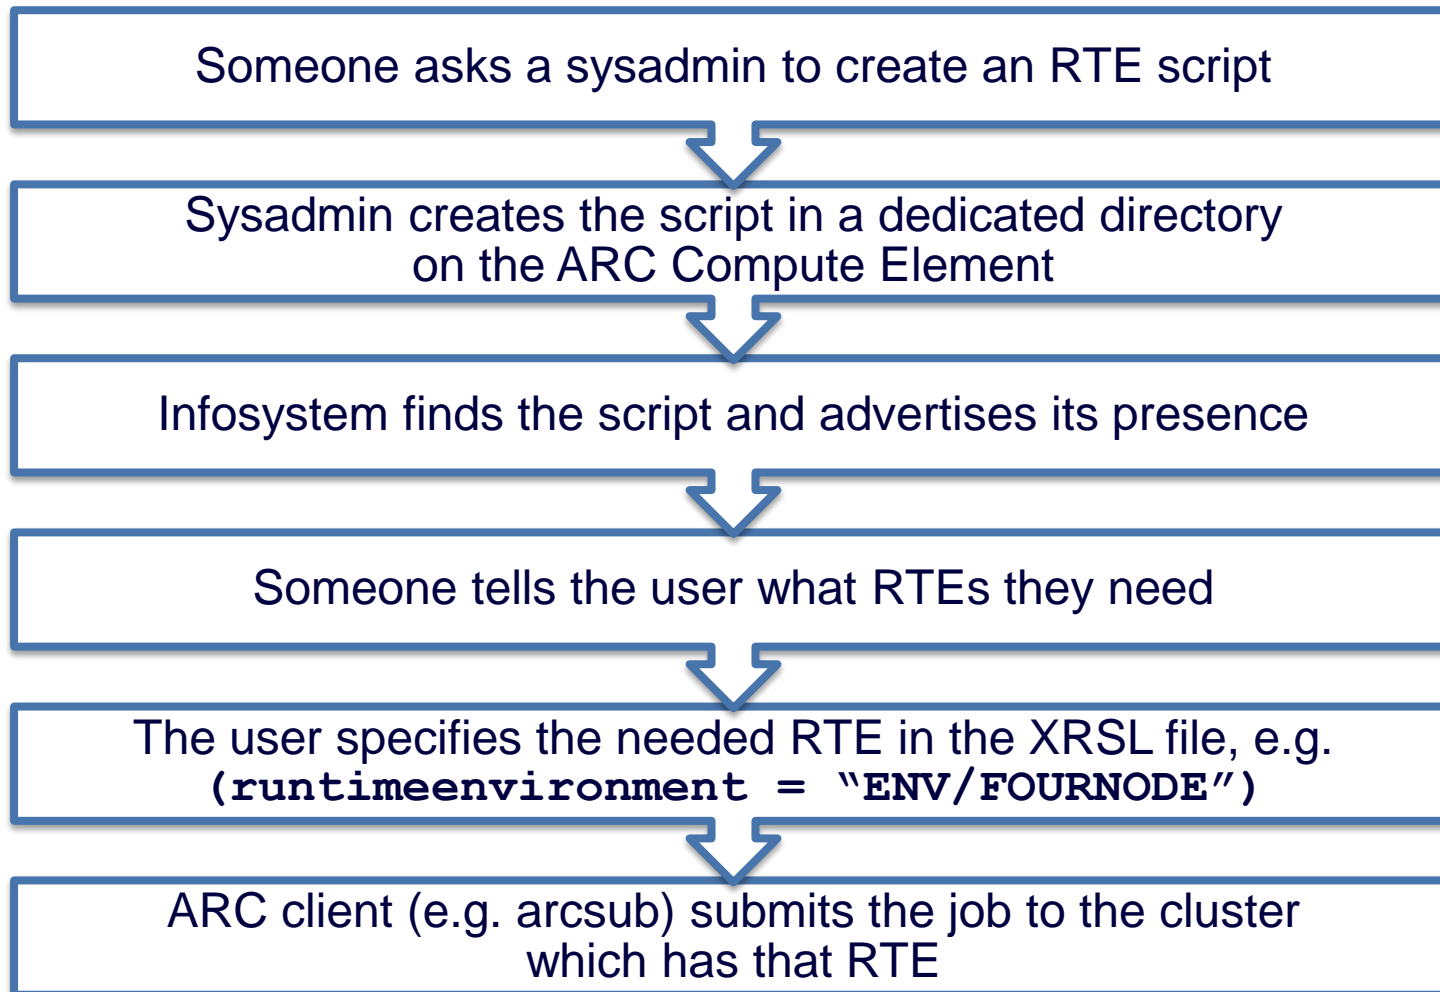 Someone asks a sysadmin to create an RTE script
Sysadmin creates the script in a dedicated directory
on the ARC Compute Element
Infosystem finds the script and advertises its presence
Someone tells the user what RTEs they need
The user specifies the needed RTE in the XRSL file, e.g.
(runtimeenvironment = “ENV/FOURNODE”)
ARC client (e.g. arcsub) submits the job to the cluster
which has that RTE